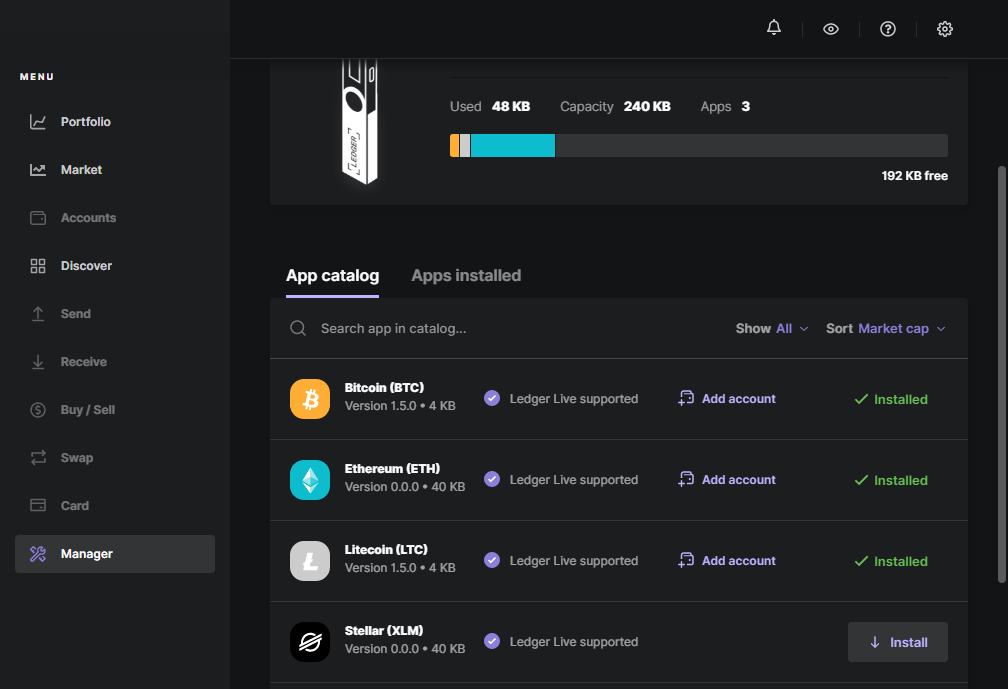 MENU
Portfolio
Market
Accounts
Discover
Send
Receive
Buy / Sell
Swap
Card
Manager
LEDGER
Used 48 KB Capacity 240 KB Apps 3
192 KB free
App catalog Apps installed
Search app in catalog... Show All Sort Market cap
Bitcoin (BTC)
Version 1.5.0 • 4 KB Ledger Live supported Add account Installed
Ethereum (ETH)
Version 0.0.0 • 40 KB Ledger Live supported Add account Installed
Litecoin (LTC)
Version 1.5.0 • 4 KB Ledger Live supported Add account Installed
Stellar (XLM)
Version 0.0.0 • 40 KB Ledger Live supported Install